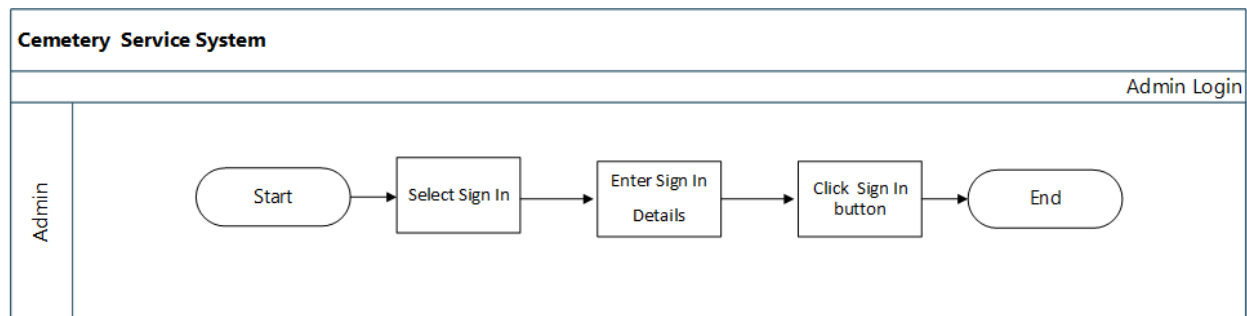 Cemetery Service System
Admin Login
Admin
Start
Select Sign In
Enter Sign In
Details
Click Sign In
button
End